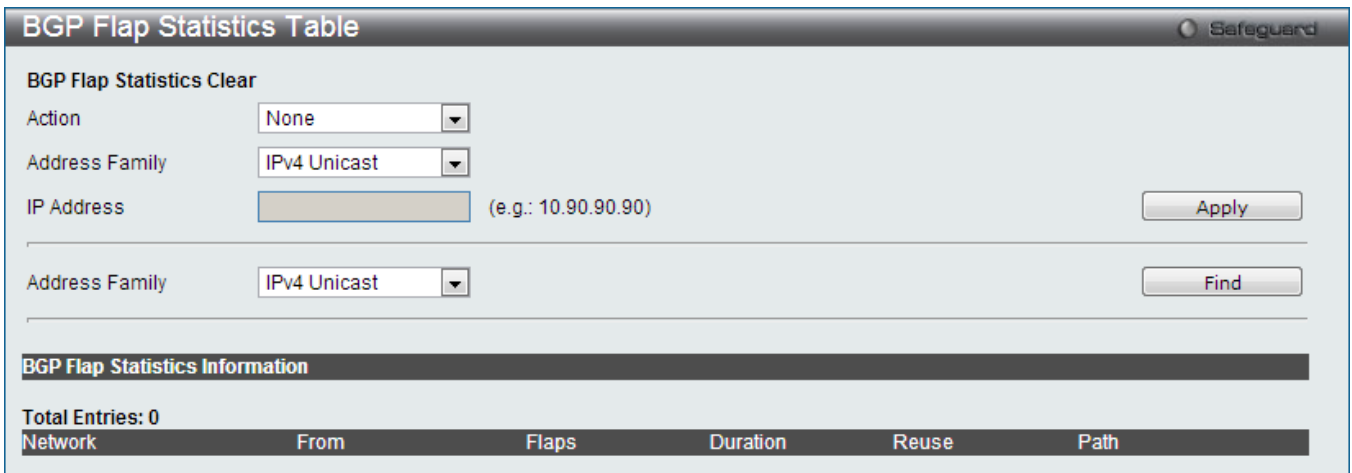 BGP Flap Statistics Table Safeguard
BGP Flap Statistics Clear
Action None
Address Family IPv4 Unicast
IP Address (e.g.: 10.90.90.90) Apply
Address Family IPv4 Unicast Find
BGP Flap Statistics Information
Total Entries: 0
Network From Flaps Duration Reuse Path